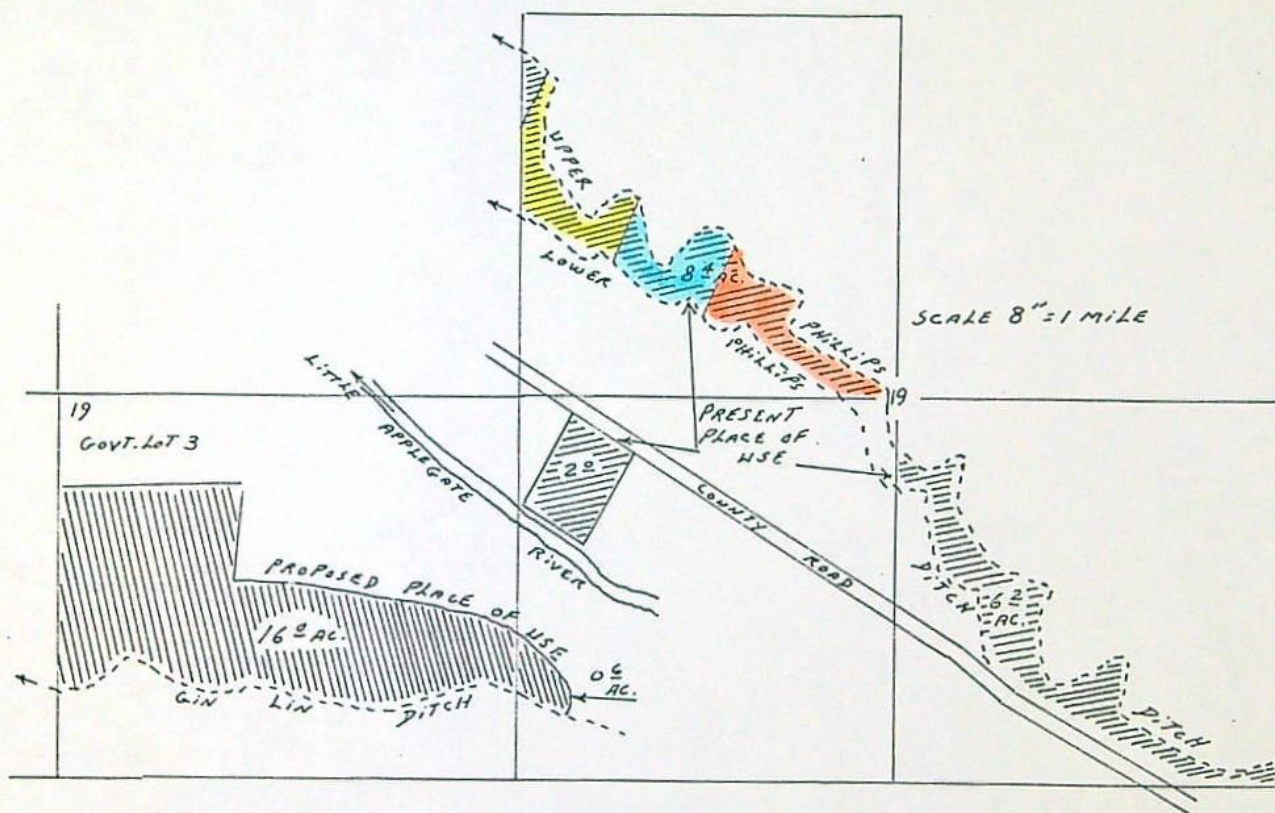 UPPER
LOWER
8 4 AC.
PHILLIPS
PHILLIPS
SCALE 8" = 1 MILE
LITTLE
APPLEGATE
RIVER
19
GOVT. LOT 3
19
PRESENT
PLACE OF
USE
2 0
COUNTY
ROAD
DITCH
6 2
AC.
DITCH
PROPOSED PLACE OF USE
16 0 AC.
0 6
AC.
GIN LIN DITCH